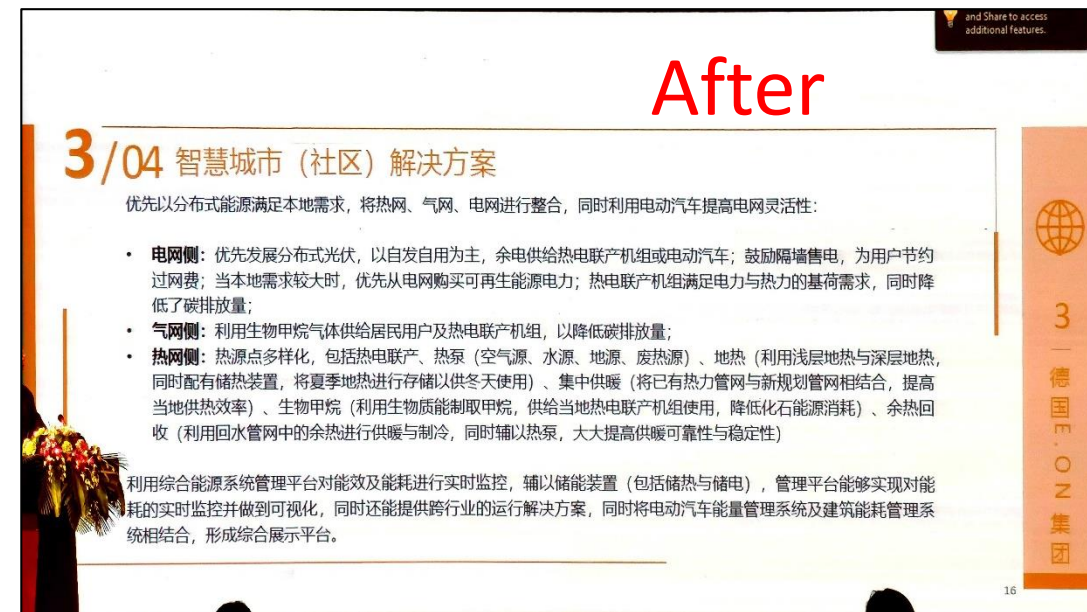 and Share to access
additional features.
After
3/04 智慧城市（社区）解决方案
优先以分布式能源满足本地需求，将热网、气网、电网进行整合，同时利用电动汽车提高电网灵活性：
• 电网侧：优先发展分布式光伏，以自发自用为主，余电供给热电联产机组或电动汽车；鼓励隔墙售电，为用户节约
过网费；当本地需求较大时，优先从电网购买可再生能源电力；热电联产机组满足电力与热力的基荷需求，同时降
低了碳排放量；
• 气网侧：利用生物甲烷气体供给居民用户及热电联产机组，以降低碳排放量；
• 热网侧：热源点多样化，包括热电联产、热泵（空气源、水源、地源、废热源）、地热（利用浅层地热与深层地热，
同时配有储热装置，将夏季地热进行存储以供冬天使用）、集中供暖（将已有热力管网与新规划管网相结合，提高
当地供热效率）、生物甲烷（利用生物质能制取甲烷，供给当地热电联产机组使用，降低化石能源消耗）、余热回
收（利用回水管网中的余热进行供暖与制冷，同时辅以热泵，大大提高供暖可靠性与稳定性）
利用综合能源系统管理平台对能效及能耗进行实时监控，辅以储能装置（包括储热与储电），管理平台能够实现对能
耗的实时监控并做到可视化，同时还能提供跨行业的运行解决方案，同时将电动汽车能量管理系统及建筑能耗管理系
统相结合，形成综合展示平台。
3|德国E.ON集团
16